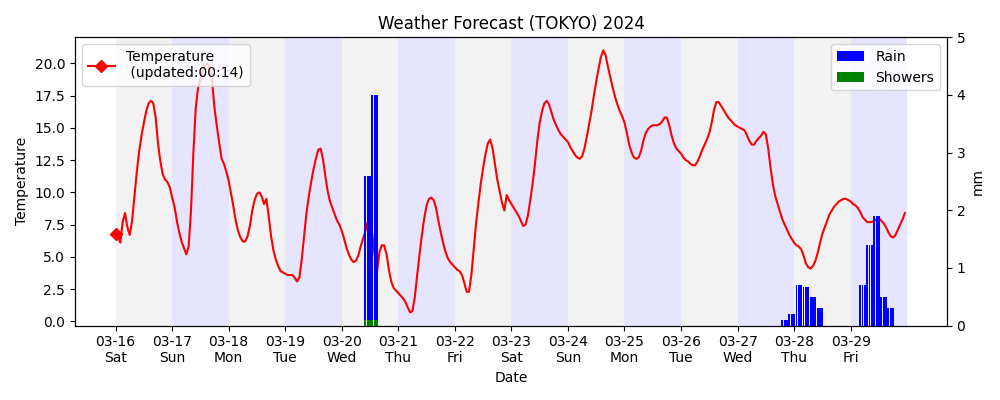 Weather Forecast (TOKYO) 2024
Temperature
(updated:00:14)
Rain
Showers
Temperature
20.0
17.5
15.0
12.5
10.0
7.5
5.0
2.5
0.0
5
4
3
2
1
0
mm
03-16 03-17 03-18 03-19 03-20 03-21 03-22 03-23 03-24 03-25 03-26 03-27 03-28 03-29
Sat Sun Mon Tue Wed Thu Fri Sat Sun Mon Tue Wed Thu Fri
Date